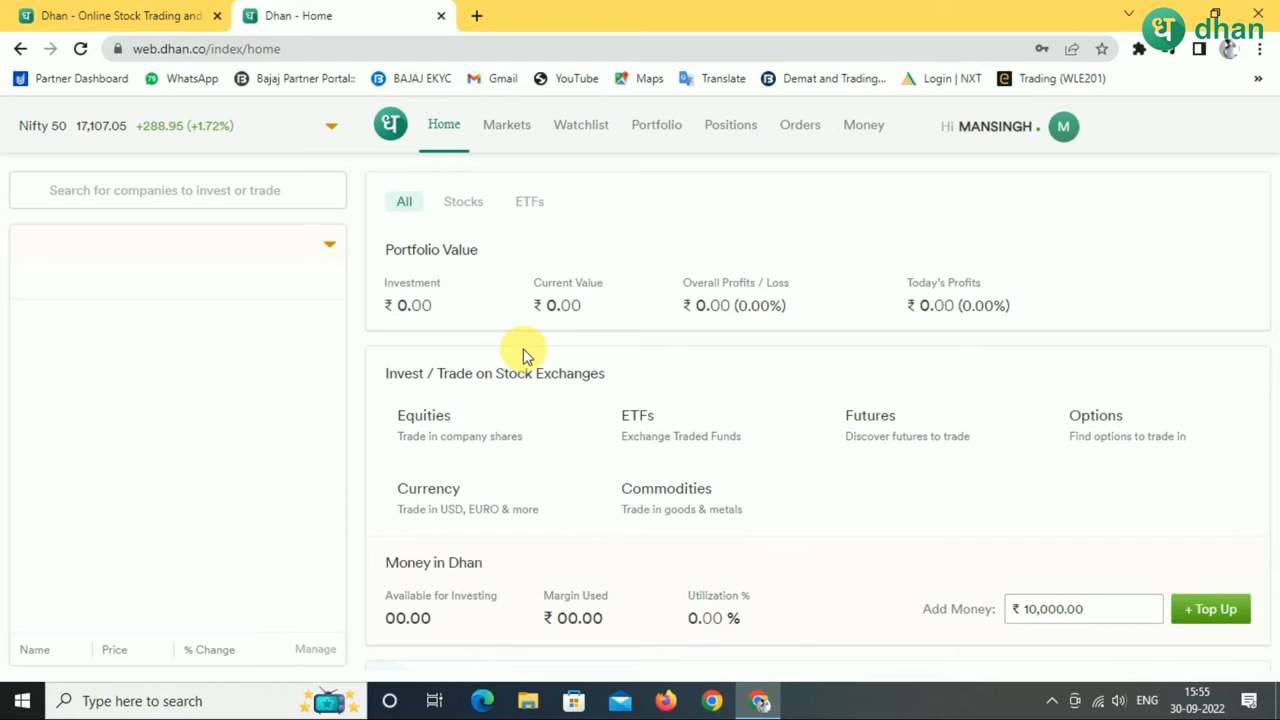 Dhan - Online Stock Trading and
Dhan - Home
ध dhan
web.dhan.co/index/home
Partner Dashboard
WhatsApp
Bajaj Partner Portal::
BAJAJ EKYC
Gmail
YouTube
Maps
Translate
Demat and Trading...
Login | NXT
Trading (WLE201)
Nifty 50 17,107.05 +288.95 (+1.72%)
ध
Home
Markets
Watchlist
Portfolio
Positions
Orders
Money
Hi MANSINGH
M
Search for companies to invest or trade
All
Stocks
ETFs
Portfolio Value
Investment
Current Value
Overall Profits / Loss
Today's Profits
₹ 0.00
₹ 0.00
₹ 0.00 (0.00%)
₹ 0.00 (0.00%)
Invest / Trade on Stock Exchanges
Equities
ETFs
Futures
Options
Trade in company shares
Exchange Traded Funds
Discover futures to trade
Find options to trade in
Currency
Commodities
Trade in USD, EURO & more
Trade in goods & metals
Money in Dhan
Available for Investing
Margin Used
Utilization %
00.00
₹ 00.00
0.00 %
Add Money:
₹ 10,000.00
+ Top Up
Name
Price
% Change
Manage
Type here to search
ENG
15:55
30-09-2022